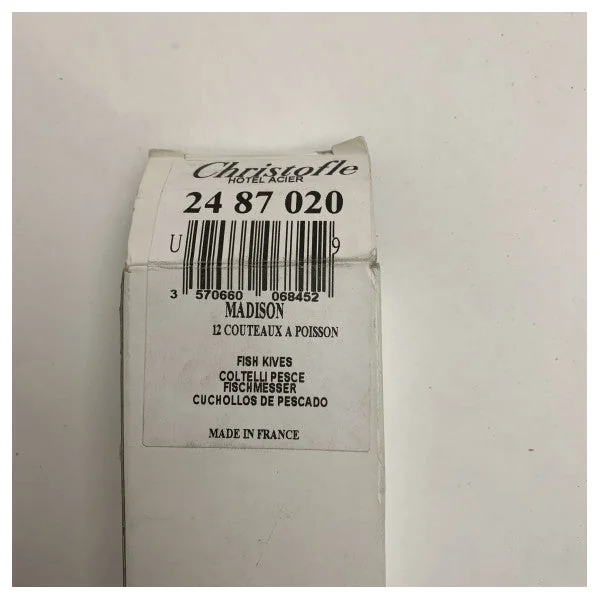 Christofle
HOTEL ACIER
24 87 020
U 9
3 570660 068452
MADISON
12 COUTEAUX A POISSON
FISH KIVES
COLTELLI PESCE
FISCHMESSER
CUCHOLLOS DE PESCADO
MADE IN FRANCE